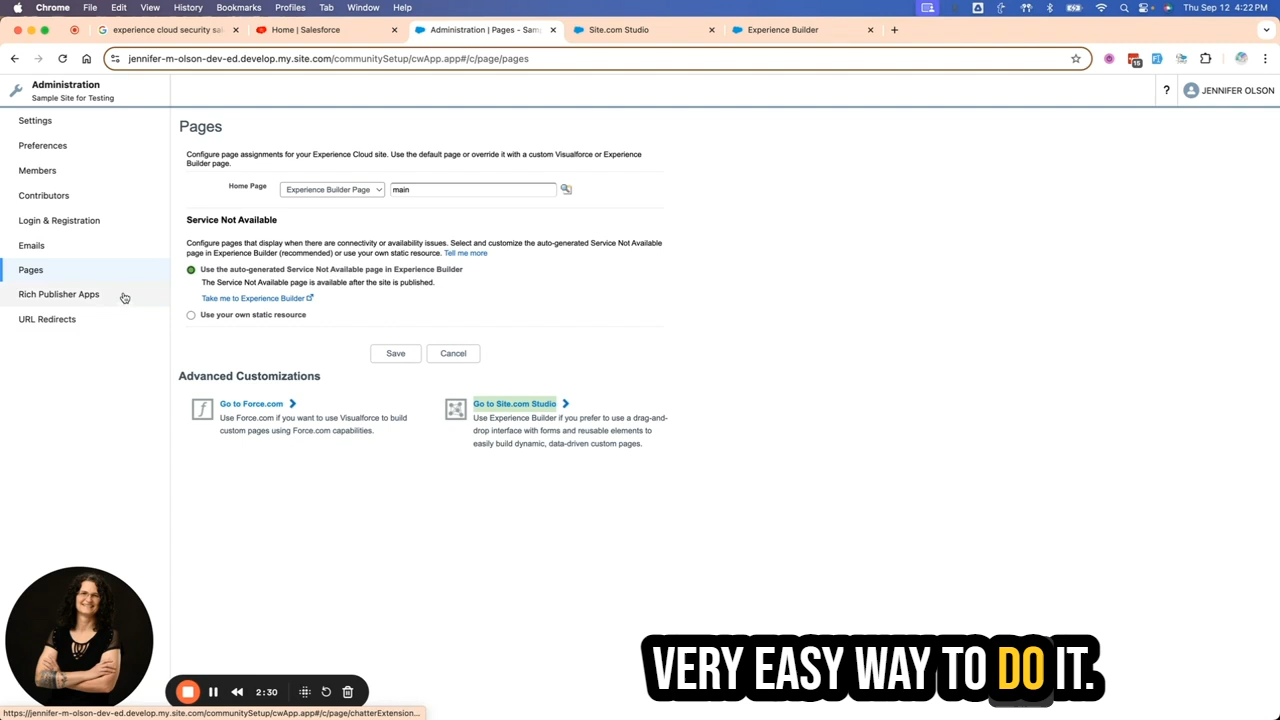 Chrome File Edit View History Bookmarks Profiles Tab Window Help
experience cloud security sa
Home | Salesforce
Administration | Pages - Sam
Site.com Studio
Experience Builder
jennifer-m-olson-dev-ed.develop.my.site.com/communitySetup/cwApp.app#/c/page/pages
15
Administration
Sample Site for Testing
? JENNIFER OLSON
Settings
Preferences
Members
Contributors
Login & Registration
Emails
Pages
Rich Publisher Apps
URL Redirects
Pages
Configure page assignments for your Experience Cloud site. Use the default page or override it with a custom Visualforce or Experience
Builder page.
Home Page Experience Builder Page main
Service Not Available
Configure pages that display when there are connectivity or availability issues. Select and customize the auto-generated Service Not Available
page in Experience Builder (recommended) or use your own static resource. Tell me more
Use the auto-generated Service Not Available page in Experience Builder
The Service Not Available page is available after the site is published.
Take me to Experience Builder
Use your own static resource
Save Cancel
Advanced Customizations
Go to Force.com
Use Force.com if you want to use Visualforce to build
custom pages using Force.com capabilities.
Go to Site.com Studio
Use Experience Builder if you prefer to use a drag-and-
drop interface with forms and reusable elements to
easily build dynamic, data-driven custom pages.
VERY EASY WAY TO DO IT.
2:30
https://jennifer-m-olson-dev-ed.develop.my.site.com/communitySetup/cwApp.app#/c/page/chatterExtension...